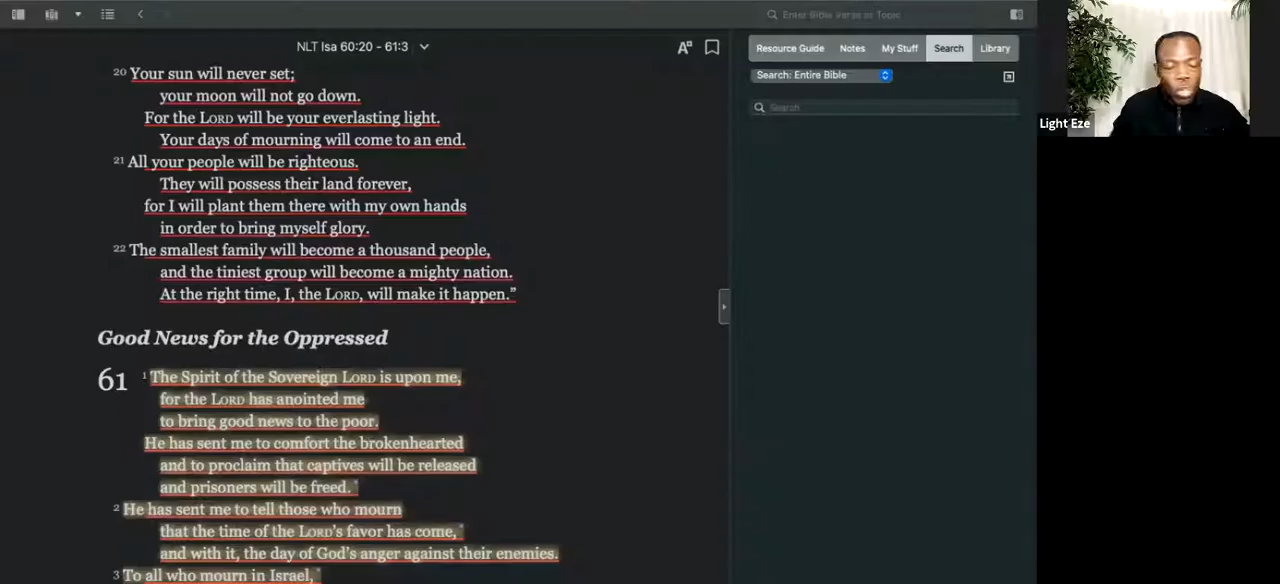 Enter Bible Verse or Topic
NLT Isa 60:20 - 61:3
Resource Guide Notes My Stuff Search Library
Search: Entire Bible
Search
Light Eze
20 Your sun will never set;
your moon will not go down.
For the LORD will be your everlasting light.
Your days of mourning will come to an end.
21 All your people will be righteous.
They will possess their land forever,
for I will plant them there with my own hands
in order to bring myself glory.
22 The smallest family will become a thousand people,
and the tiniest group will become a mighty nation.
At the right time, I, the LORD, will make it happen.”
Good News for the Oppressed
61 1 The Spirit of the Sovereign LORD is upon me,
for the LORD has anointed me
to bring good news to the poor.
He has sent me to comfort the brokenhearted
and to proclaim that captives will be released
and prisoners will be freed.*
2 He has sent me to tell those who mourn
that the time of the LORD’s favor has come,*
and with it, the day of God’s anger against their enemies.
3 To all who mourn in Israel,*